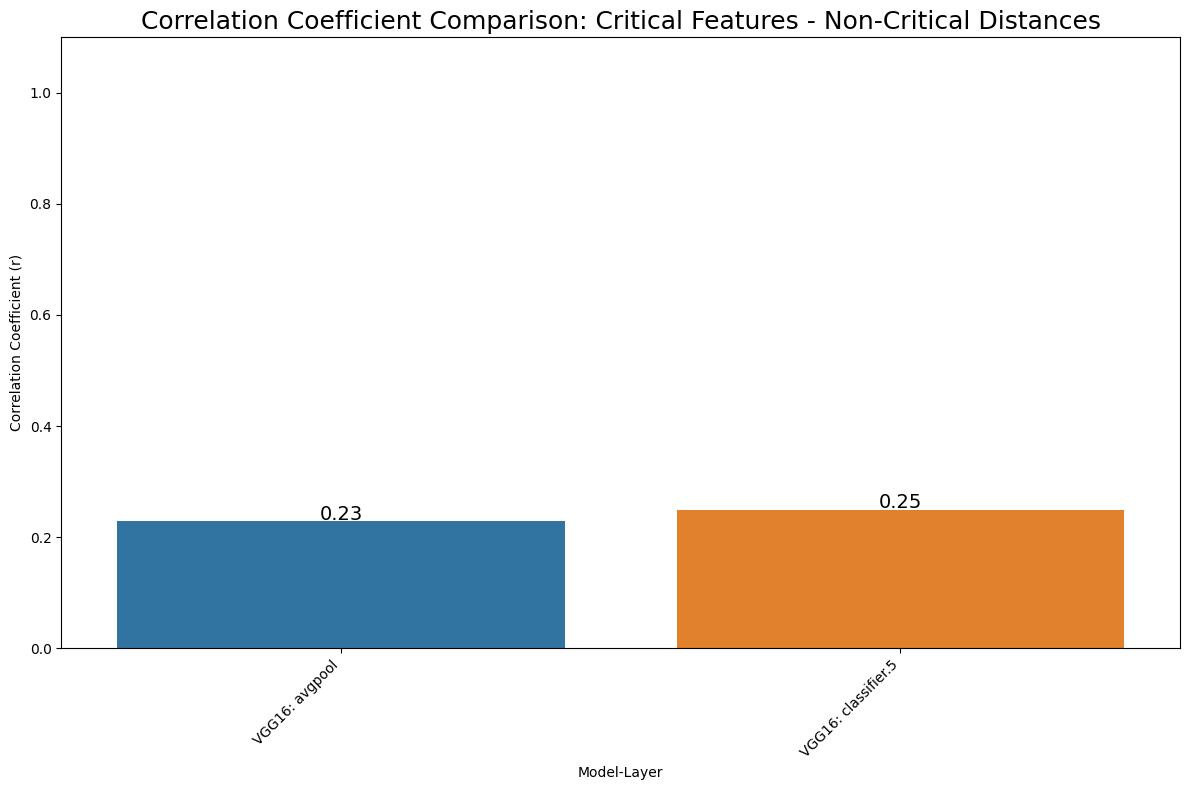 Correlation Coefficient Comparison: Critical Features - Non-Critical Distances
1.0
0.8
0.6
0.4
0.2
0.0
Correlation Coefficient (r)
0.23
0.25
VGG16: avgpool
VGG16: classifier.5
Model-Layer